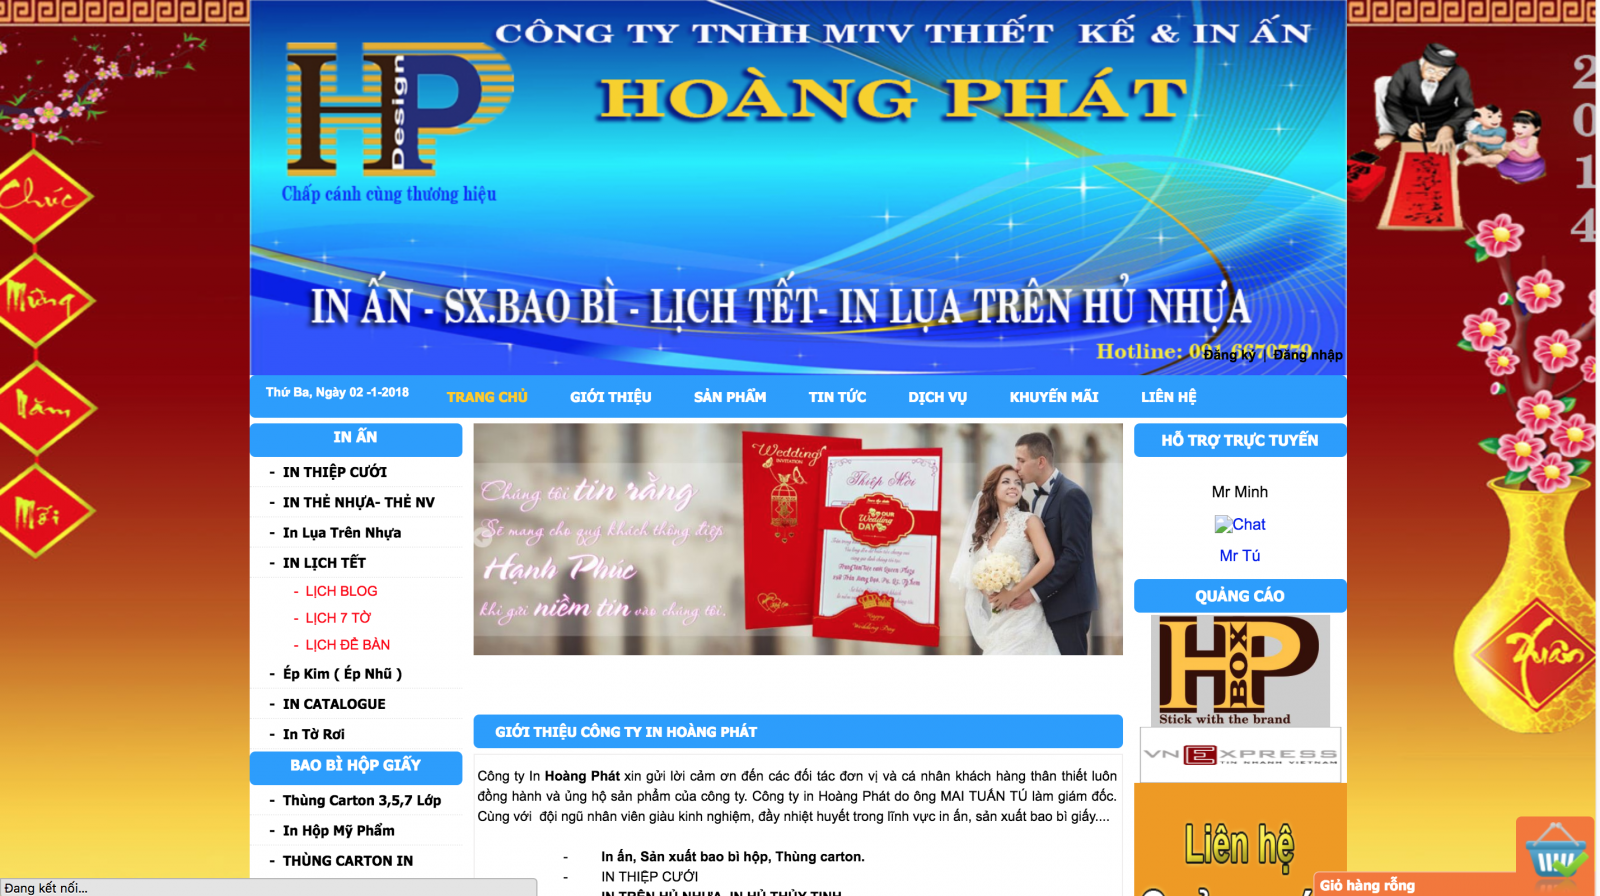 CÔNG TY TNHH MTV THIẾT KẾ & IN ẤN
HOÀNG PHÁT
HP
Design
Chắp cánh cùng thương hiệu
IN ẤN - SX.BAO BÌ - LỊCH TẾT- IN LỤA TRÊN HỦ NHỰA
Hotline:
Đăng ký | Đăng nhập
2
0
1
4
Chúc
Mừng
Năm
Mới
Xuân
Thứ Ba, Ngày 02 -1-2018
TRANG CHỦ
GIỚI THIỆU
SẢN PHẨM
TIN TỨC
DỊCH VỤ
KHUYẾN MÃI
LIÊN HỆ
IN ẤN
- IN THIỆP CƯỚI
- IN THẺ NHỰA- THẺ NV
- In Lụa Trên Nhựa
- IN LỊCH TẾT
- LỊCH BLOG
- LỊCH 7 TỜ
- LỊCH ĐỂ BÀN
- Ép Kim ( Ép Nhũ )
- IN CATALOGUE
- In Tờ Rơi
BAO BÌ HỘP GIẤY
- Thùng Carton 3,5,7 Lớp
- In Hộp Mỹ Phẩm
- THÙNG CARTON IN
Chúng tôi tin rằng
Sẽ mang cho quý khách thông điệp
Hạnh Phúc
khi gửi niềm tin vào chúng tôi.
Wedding
INVITATION
Thiệp Mời
OUR
WEDDING
DAY
Happy
Wedding Day
GIỚI THIỆU CÔNG TY IN HOÀNG PHÁT
Công ty In Hoàng Phát xin gửi lời cảm ơn đến các đối tác đơn vị và cá nhân khách hàng thân thiết luôn
đồng hành và ủng hộ sản phẩm của công ty. Công ty in Hoàng Phát do ông MAI TUẤN TÚ làm giám đốc.
Cùng với đội ngũ nhân viên giàu kinh nghiệm, đầy nhiệt huyết trong lĩnh vực in ấn, sản xuất bao bì giấy....
- In ấn, Sản xuất bao bì hộp, Thùng carton.
- IN THIỆP CƯỚI
IN TRÊN HỦ NHỰA, IN HỦ THỦY TINH
HỖ TRỢ TRỰC TUYẾN
Mr Minh
Chat
Mr Tú
QUẢNG CÁO
HP
BOX
Stick with the brand
VNEXPRESS
TIN NHANH VIETNAM
Liên hệ
Giỏ hàng rỗng
Đang kết nối...